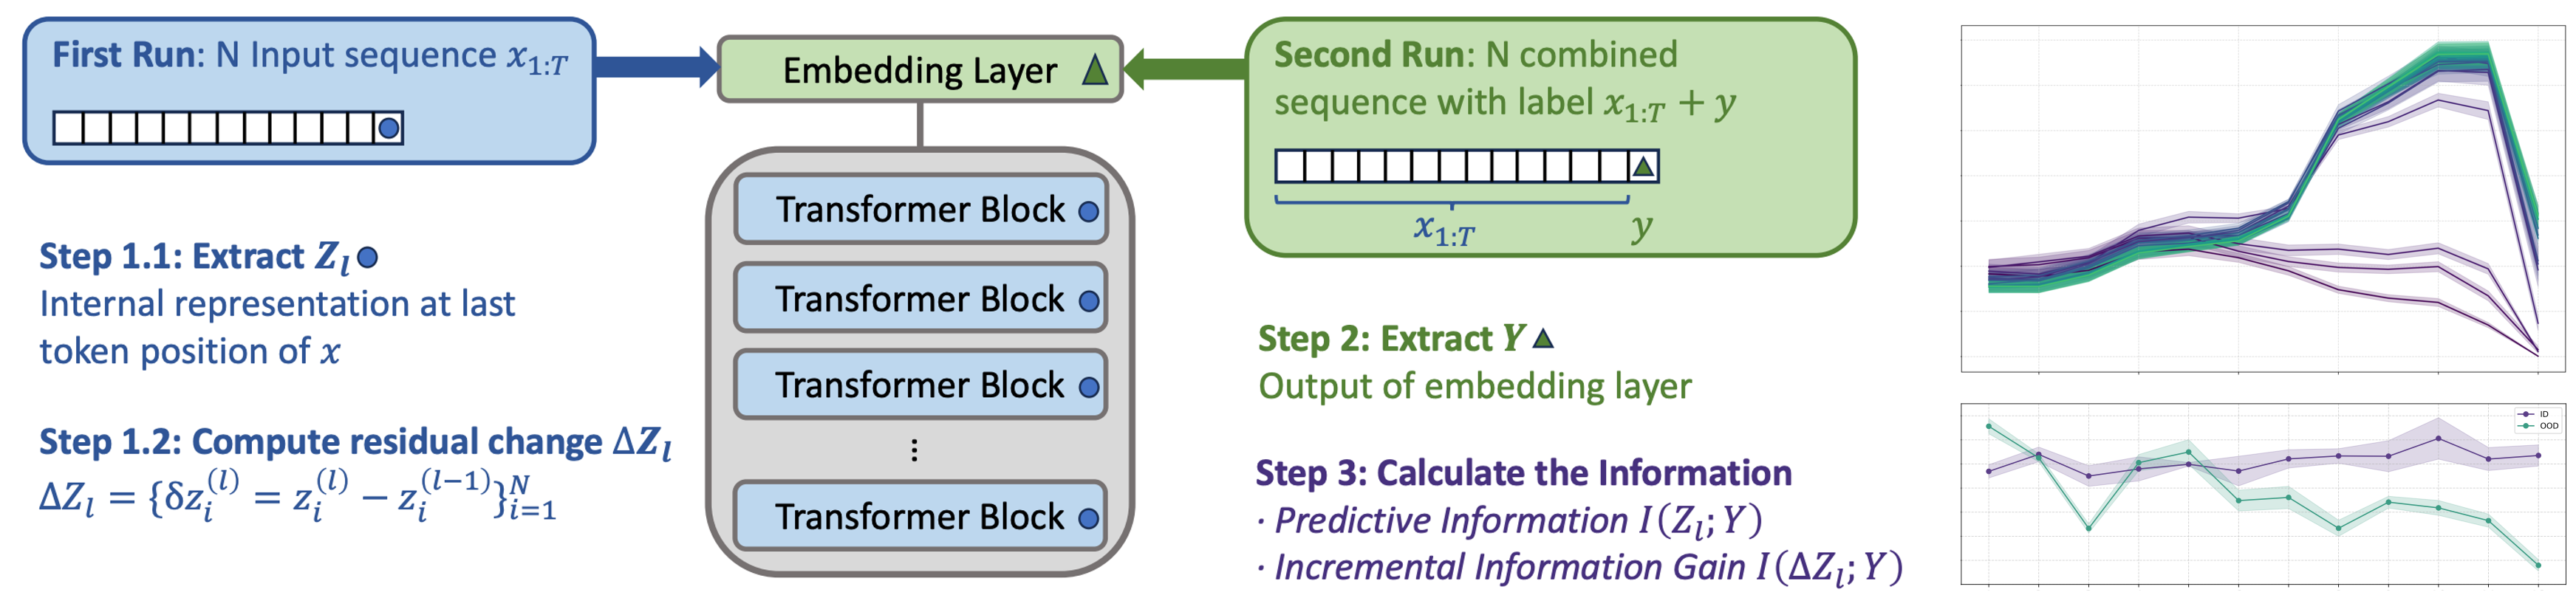 First Run: N Input sequence $x_{1:T}$
Step 1.1: Extract $Z_l$
Internal representation at last
token position of $x$
Step 1.2: Compute residual change $\Delta Z_l$
$\Delta Z_l = \{\delta z_i^{(l)} = z_i^{(l)} - z_i^{(l-1)}\}_{i=1}^{N}$
Embedding Layer
Transformer Block
Transformer Block
Transformer Block
⋮
Transformer Block
Second Run: N combined
sequence with label $x_{1:T} + y$
$x_{1:T}$
$y$
Step 2: Extract $Y$
Output of embedding layer
Step 3: Calculate the Information
· Predictive Information $I(Z_l; Y)$
· Incremental Information Gain $I(\Delta Z_l; Y)$
ID
OOD